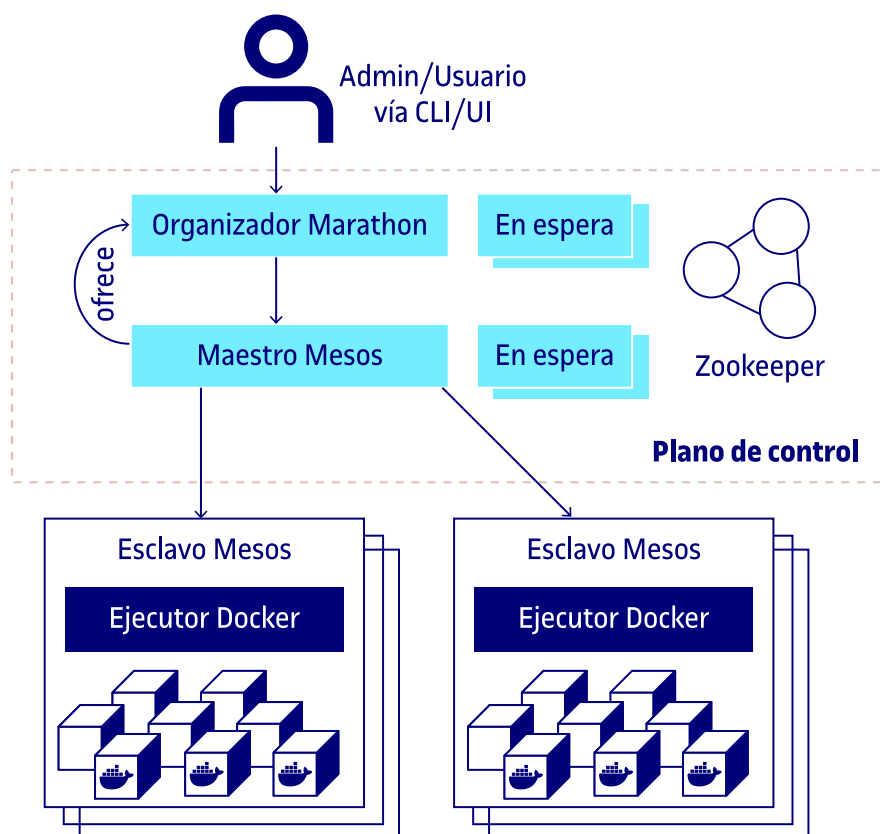 Admin/Usuario
vía CLI/UI
Organizador Marathon
En espera
ofrece
Maestro Mesos
En espera
Zookeeper
Plano de control
Esclavo Mesos
Esclavo Mesos
Ejecutor Docker
Ejecutor Docker